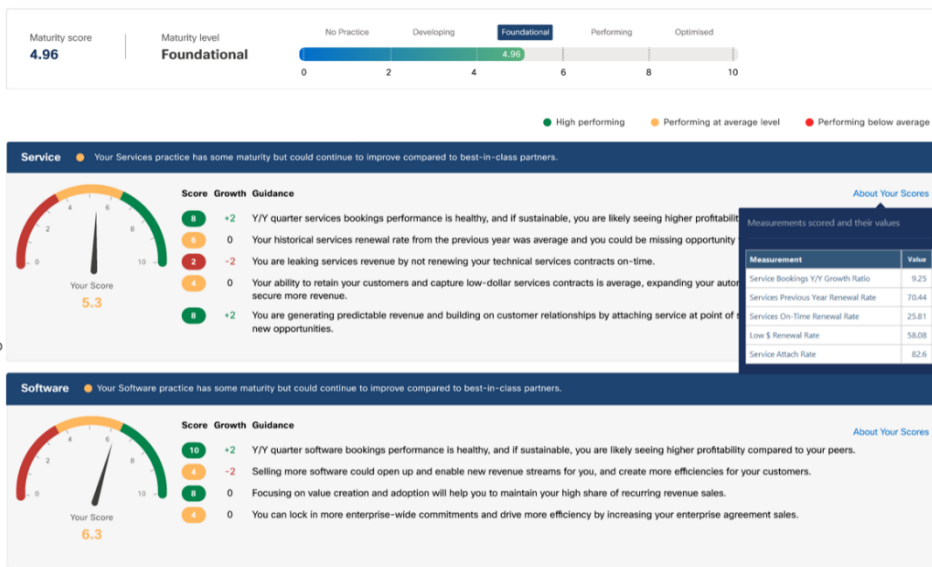 Maturity score
4.96
Maturity level
Foundational
No Practice Developing Foundational Performing Optimised
4.96
0 2 4 6 8 10
High performing Performing at average level Performing below average
Service Your Services practice has some maturity but could continue to improve compared to best-in-class partners.
0 2 4 6 8 10
Your Score
5.3
Score Growth Guidance
About Your Scores
8 +2 Y/Y quarter services bookings performance is healthy, and if sustainable, you are likely seeing higher profitabilit
6 0 Your historical services renewal rate from the previous year was average and you could be missing opportunity
2 -2 You are leaking services revenue by not renewing your technical services contracts on-time.
4 0 Your ability to retain your customers and capture low-dollar services contracts is average, expanding your autor
secure more revenue.
8 +2 You are generating predictable revenue and building on customer relationships by attaching service at point of s
new opportunities.
Measurements scored and their values
Measurement Value
Service Bookings Y/Y Growth Ratio 9.25
Services Previous Year Renewal Rate 70.44
Services On-Time Renewal Rate 25.81
Low $ Renewal Rate 58.08
Service Attach Rate 82.6
Software Your Software practice has some maturity but could continue to improve compared to best-in-class partners.
0 2 4 6 8 10
Your Score
6.3
Score Growth Guidance
About Your Scores
10 +2 Y/Y quarter software bookings performance is healthy, and if sustainable, you are likely seeing higher profitability compared to your peers.
4 -2 Selling more software could open up and enable new revenue streams for you, and create more efficiencies for your customers.
8 0 Focusing on value creation and adoption will help you to maintain your high share of recurring revenue sales.
4 0 You can lock in more enterprise-wide commitments and drive more efficiency by increasing your enterprise agreement sales.